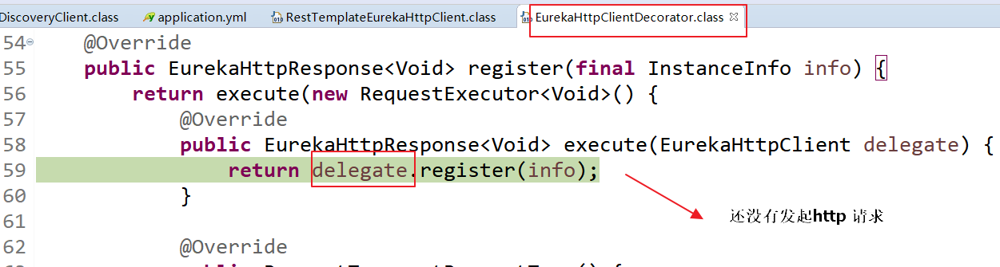 DiscoveryClient.class application.yml RestTemplateEurekaHttpClient.class EurekaHttpClientDecorator.class
54 @Override
55 public EurekaHttpResponse<Void> register(final InstanceInfo info) {
56 return execute(new RequestExecutor<Void>() {
57 @Override
58 public EurekaHttpResponse<Void> execute(EurekaHttpClient delegate) {
59 return delegate.register(info);
60 }
还没有发起http 请求
61
62 @Override